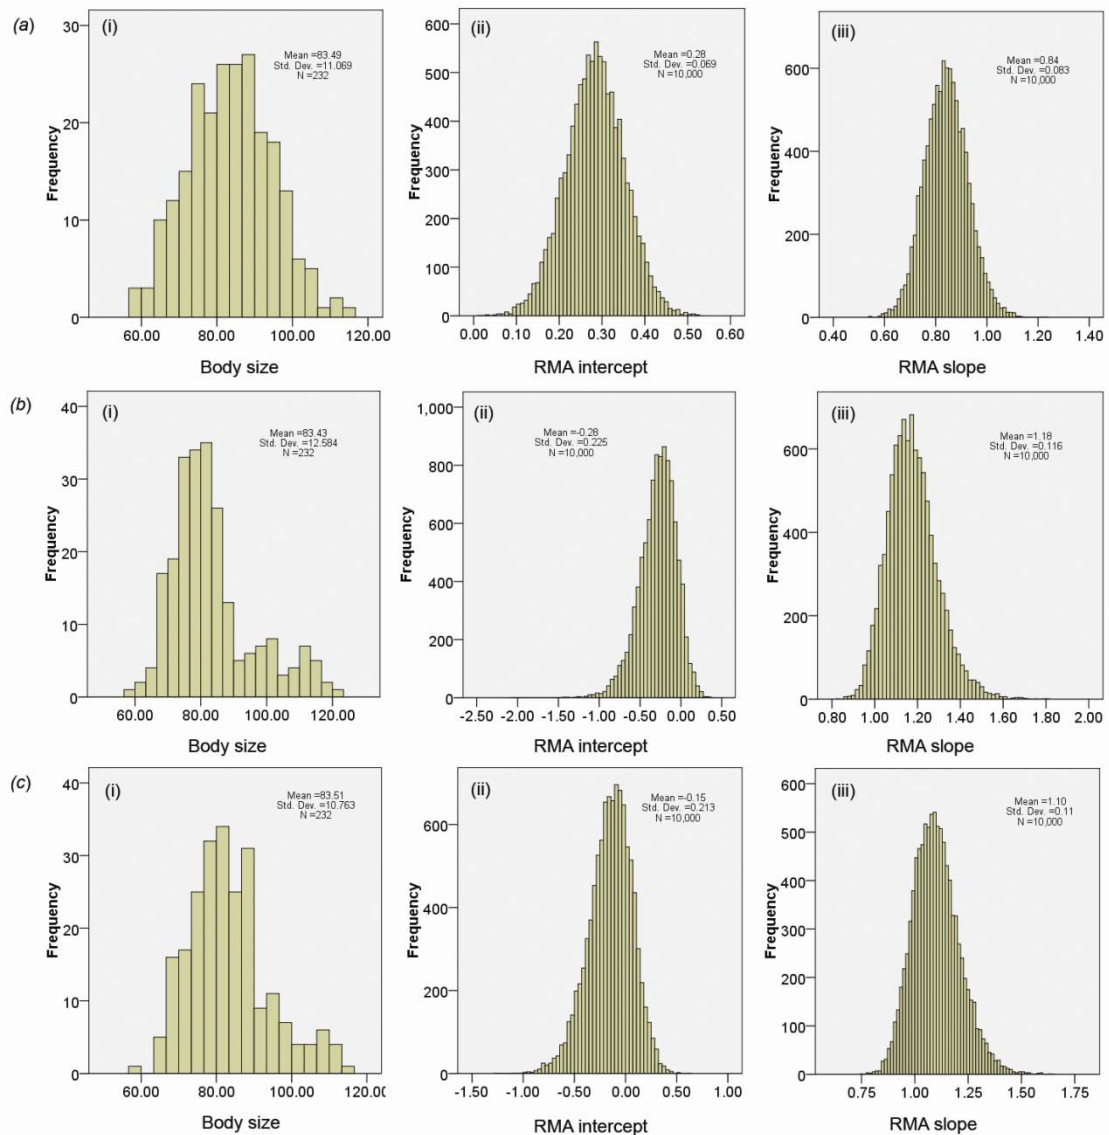 (a)
(i)
Mean =83.49
Std. Dev. =11.069
N =232
Frequency
30
20
10
0
60.00 80.00 100.00 120.00
Body size
(ii)
Mean =0.28
Std. Dev. =0.069
N =10,000
Frequency
600
500
400
300
200
100
0
0.00 0.10 0.20 0.30 0.40 0.50 0.60
RMA intercept
(iii)
Mean =0.84
Std. Dev. =0.083
N =10,000
Frequency
600
400
200
0
0.40 0.60 0.80 1.00 1.20 1.40
RMA slope
(b)
(i)
Mean =83.43
Std. Dev. =12.584
N =232
Frequency
40
30
20
10
0
60.00 80.00 100.00 120.00
Body size
(ii)
Mean =-0.28
Std. Dev. =0.225
N =10,000
Frequency
1,000
800
600
400
200
0
-2.50 -2.00 -1.50 -1.00 -0.50 0.00 0.50
RMA intercept
(iii)
Mean =1.18
Std. Dev. =0.116
N =10,000
Frequency
600
400
200
0
0.80 1.00 1.20 1.40 1.60 1.80 2.00
RMA slope
(c)
(i)
Mean =83.51
Std. Dev. =10.763
N =232
Frequency
40
30
20
10
0
60.00 80.00 100.00 120.00
Body size
(ii)
Mean =-0.15
Std. Dev. =0.213
N =10,000
Frequency
600
400
200
0
-1.50 -1.00 -0.50 0.00 0.50 1.00
RMA intercept
(iii)
Mean =1.10
Std. Dev. =0.11
N =10,000
Frequency
600
500
400
300
200
100
0
0.75 1.00 1.25 1.50 1.75
RMA slope